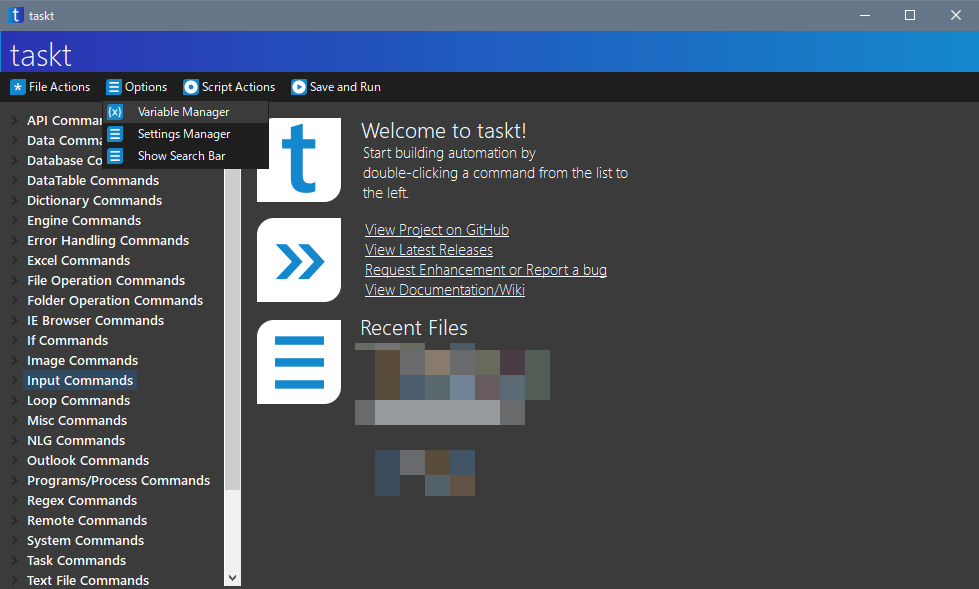 taskt
taskt
File Actions Options Script Actions Save and Run
Variable Manager
Settings Manager
Show Search Bar
API
Data
Database
DataTable Commands
Dictionary Commands
Engine Commands
Error Handling Commands
Excel Commands
File Operation Commands
Folder Operation Commands
IE Browser Commands
If Commands
Image Commands
Input Commands
Loop Commands
Misc Commands
NLG Commands
Outlook Commands
Programs/Process Commands
Regex Commands
Remote Commands
System Commands
Task Commands
Text File Commands
t
Welcome to taskt!
Start building automation by
double-clicking a command from the list to
the left.
View Project on GitHub
View Latest Releases
Request Enhancement or Report a bug
View Documentation/Wiki
Recent Files